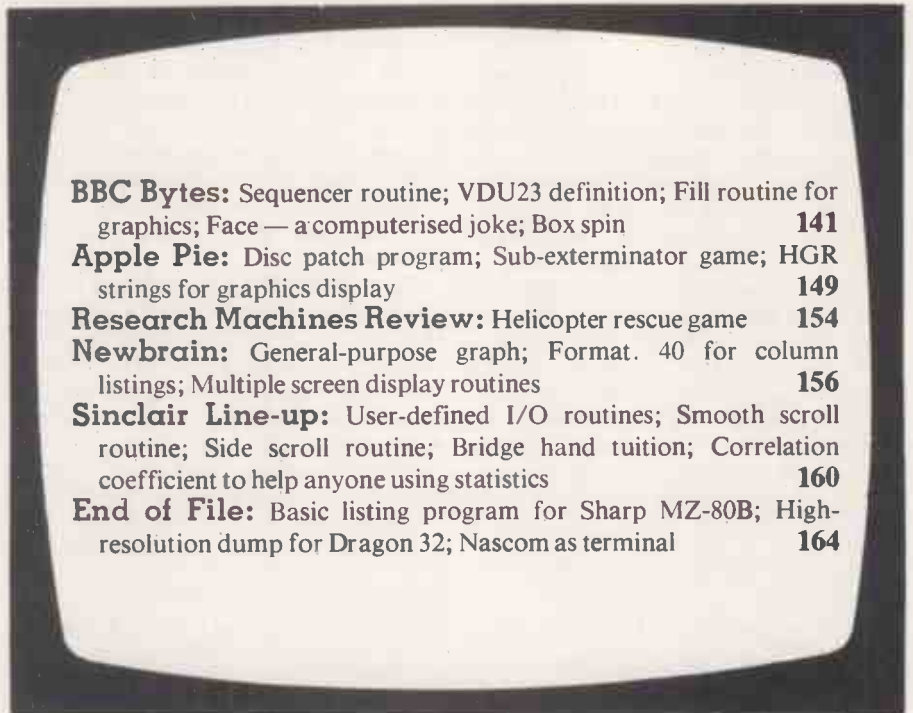 BBC Bytes: Sequencer routine; VDU23 definition; Fill routine for
graphics; Face — a computerised joke; Box spin 141
Apple Pie: Disc patch program; Sub-exterminator game; HGR
strings for graphics display 149
Research Machines Review: Helicopter rescue game 154
Newbrain: General-purpose graph; Format. 40 for column
listings; Multiple screen display routines 156
Sinclair Line-up: User-defined I/O routines; Smooth scroll
routine; Side scroll routine; Bridge hand tuition; Correlation
coefficient to help anyone using statistics 160
End of File: Basic listing program for Sharp MZ-80B; High-
resolution dump for Dragon 32; Nascom as terminal 164